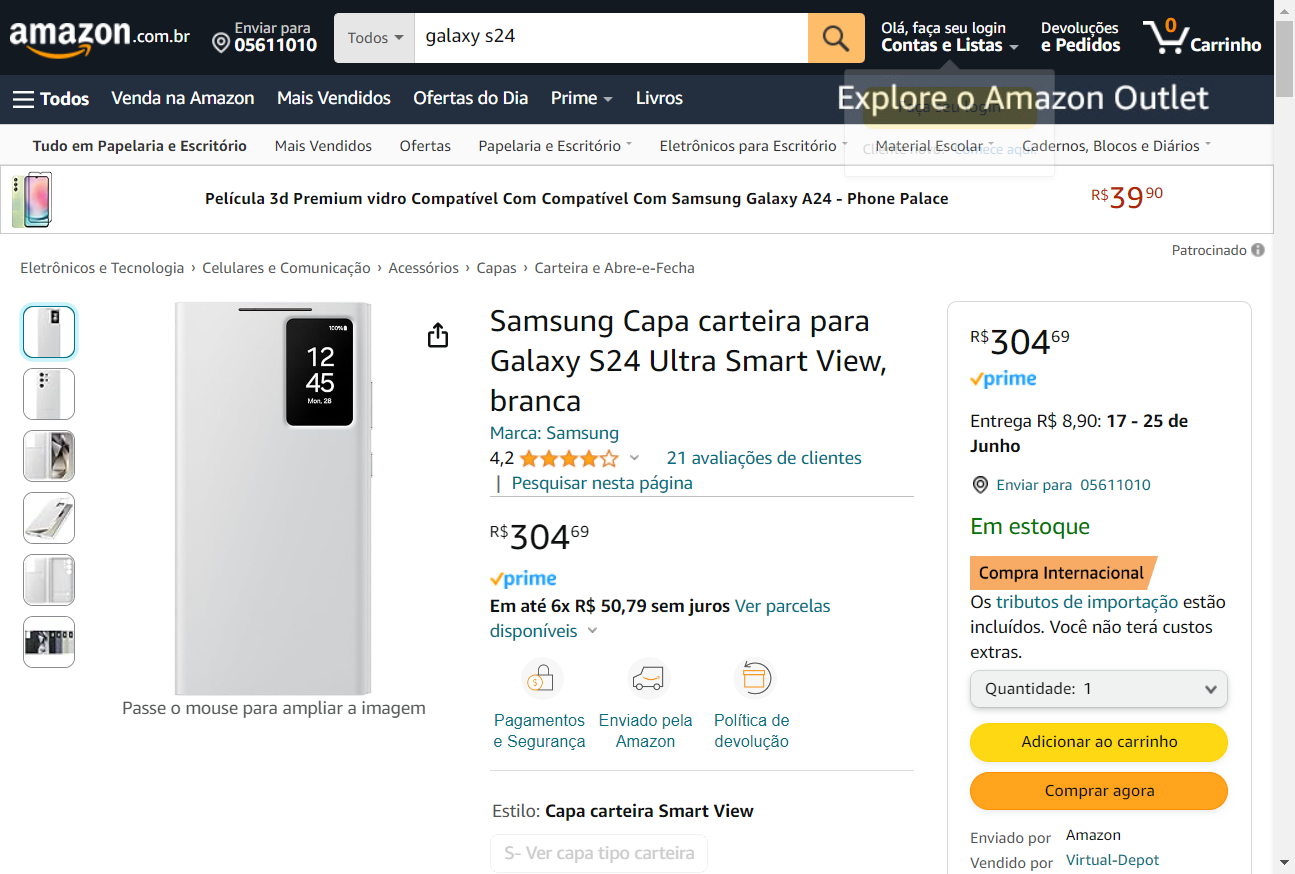 amazon.com.br
Enviar para
05611010
Todos
galaxy s24
Olá, faça seu login
Contas e Listas
Devoluções
e Pedidos
0
Carrinho
Todos
Venda na Amazon
Mais Vendidos
Ofertas do Dia
Prime
Livros
Explore o Amazon Outlet
Tudo em Papelaria e Escritório
Mais Vendidos
Ofertas
Papelaria e Escritório
Eletrônicos para Escritório
Material Escolar
Cadernos, Blocos e Diários
Película 3d Premium vidro Compatível Com Compatível Com Samsung Galaxy A24 - Phone Palace
R$3990
Patrocinado
Eletrônicos e Tecnologia › Celulares e Comunicação › Acessórios › Capas › Carteira e Abre-e-Fecha
100%
12
45
Mon, 28
Passe o mouse para ampliar a imagem
Samsung Capa carteira para
Galaxy S24 Ultra Smart View,
branca
Marca: Samsung
4,2
21 avaliações de clientes
| Pesquisar nesta página
R$30469
prime
Em até 6x R$ 50,79 sem juros Ver parcelas
disponíveis
Pagamentos
e Segurança
Enviado pela
Amazon
Política de
devolução
Estilo: Capa carteira Smart View
S- Ver capa tipo carteira
R$30469
prime
Entrega R$ 8,90: 17 - 25 de
Junho
Enviar para 05611010
Em estoque
Compra Internacional
Os tributos de importação estão
incluídos. Você não terá custos
extras.
Quantidade: 1
Adicionar ao carrinho
Comprar agora
Enviado por Amazon
Vendido por Virtual-Depot